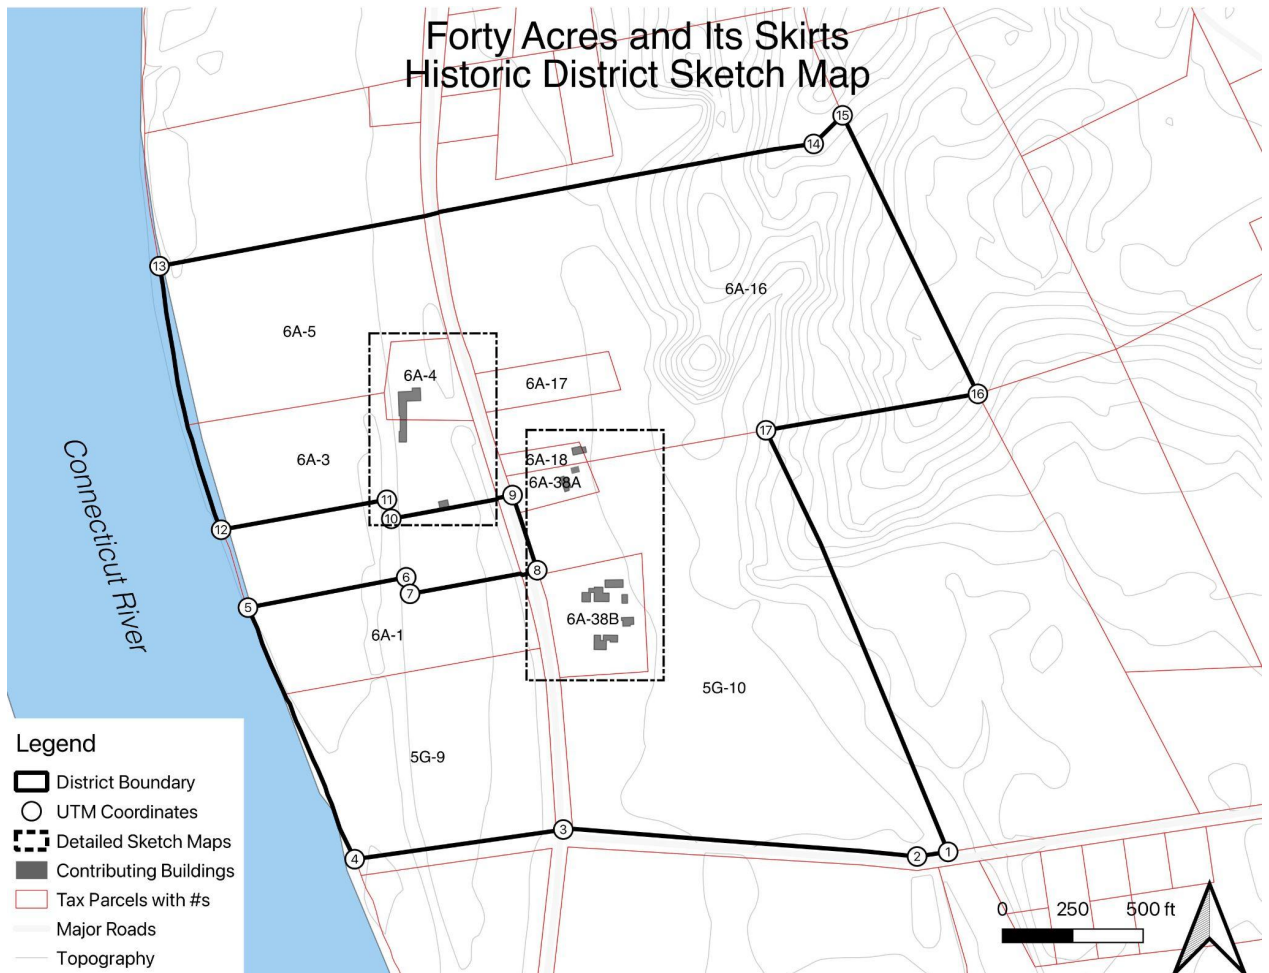 Forty Acres and Its Skirts
Historic District Sketch Map
15
14
13
6A-16
6A-5
6A-4
6A-17
16
17
6A-18
6A-3
6A-38A
11
9
10
12
Connecticut River
8
6
7
5
6A-38B
6A-1
5G-10
5G-9
3
1
2
4
Legend
District Boundary
UTM Coordinates
Detailed Sketch Maps
Contributing Buildings
Tax Parcels with #s
Major Roads
Topography
0 250 500 ft